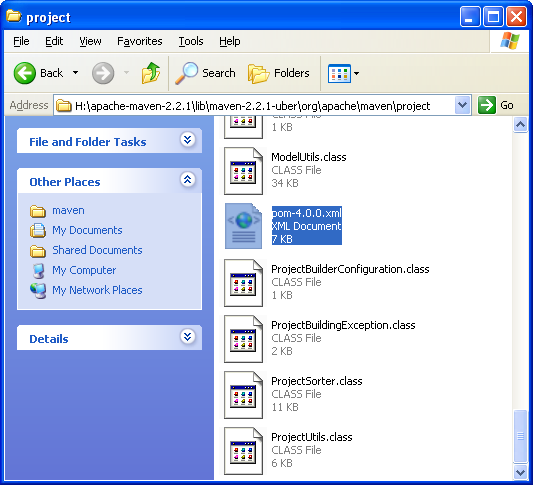 project
File Edit View Favorites Tools Help
Back Search Folders
Address H:\apache-maven-2.2.1\lib\maven-2.2.1-uber\org\apache\maven\project Go
File and Folder Tasks
Other Places
maven
My Documents
Shared Documents
My Computer
My Network Places
Details
CLASS File
1 KB
ModelUtils.class
CLASS File
34 KB
pom-4.0.0.xml
XML Document
7 KB
ProjectBuilderConfiguration.class
CLASS File
1 KB
ProjectBuildingException.class
CLASS File
2 KB
ProjectSorter.class
CLASS File
11 KB
ProjectUtils.class
CLASS File
6 KB